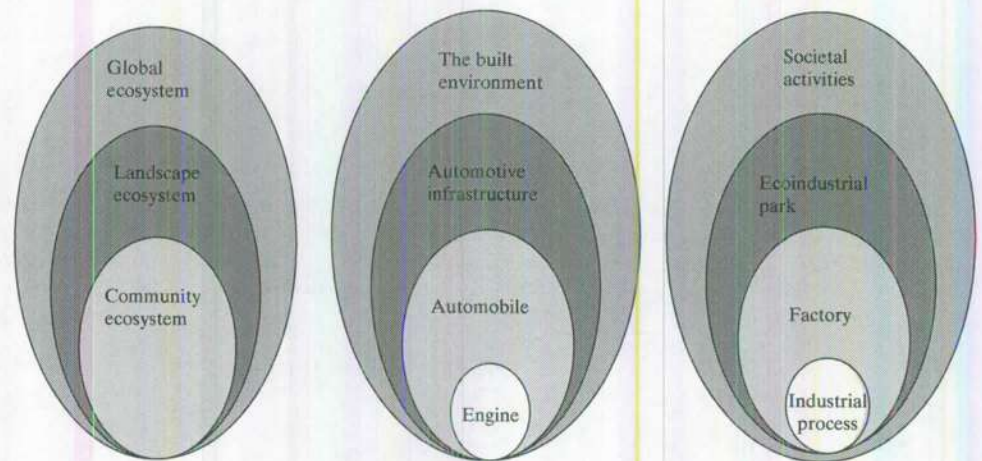 Global
ecosystem
Landscape
ecosystem
Community
ecosystem
The built
environment
Automotive
infrastructure
Automobile
Engine
Societal
activities
Ecoindustrial
park
Factory
Industrial
process